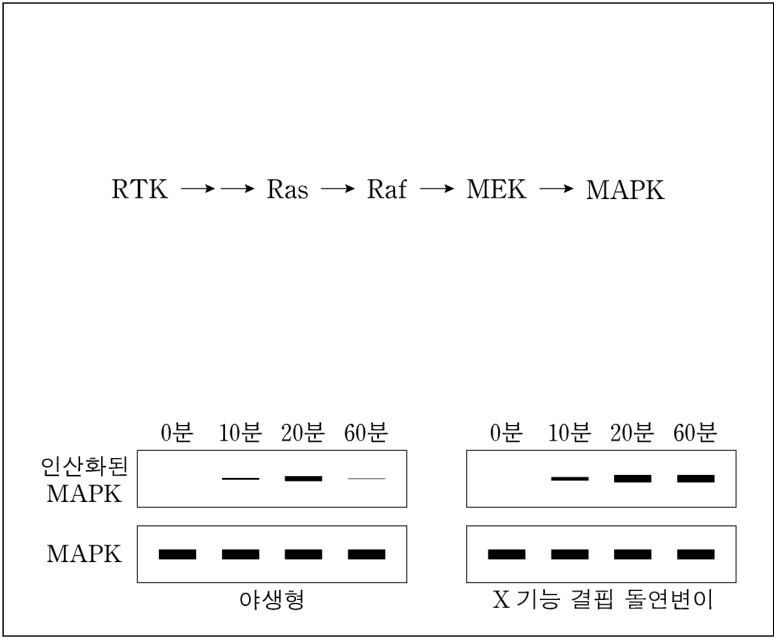 RTK →→ Ras → Raf → MEK → MAPK
0분 10분 20분 60분 0분 10분 20분 60분
인산화된
MAPK
MAPK
야생형 X 기능 결핍 돌연변이